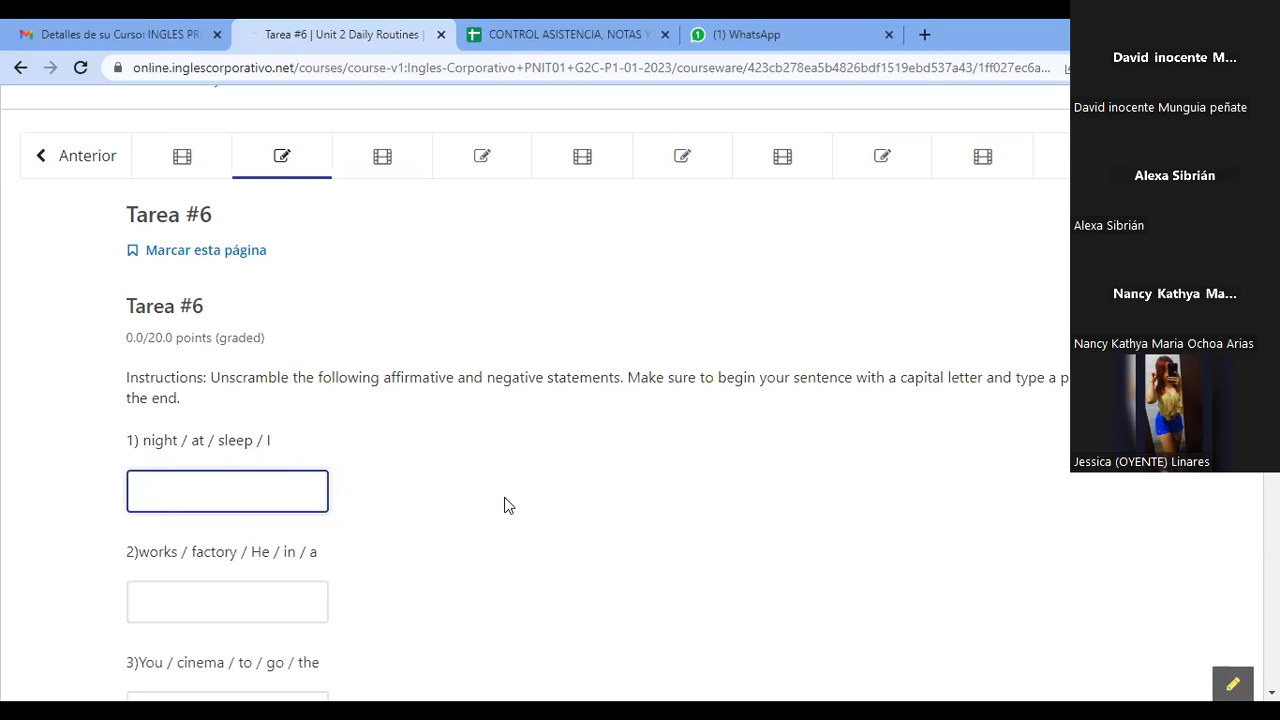 Detalles de su Curso: INGLES PR
Tarea #6 | Unit 2 Daily Routines |
CONTROL ASISTENCIA, NOTAS Y
(1) WhatsApp
online.inglescorporativo.net/courses/course-v1:Ingles-Corporativo+PNIT01+G2C-P1-01-2023/courseware/423cb278ea5b4826bdf1519ebd537a43/1ff027ec6a...
Anterior
Tarea #6
Marcar esta página
Tarea #6
0.0/20.0 points (graded)
Instructions: Unscramble the following affirmative and negative statements. Make sure to begin your sentence with a capital letter and type a p
the end.
1) night / at / sleep / I
2)works / factory / He / in / a
3)You / cinema / to / go / the
David inocente M...
David inocente Munguia peñate
Alexa Sibrián
Alexa Sibrián
Nancy Kathya Ma...
Nancy Kathya Maria Ochoa Arias
Jessica (OYENTE) Linares